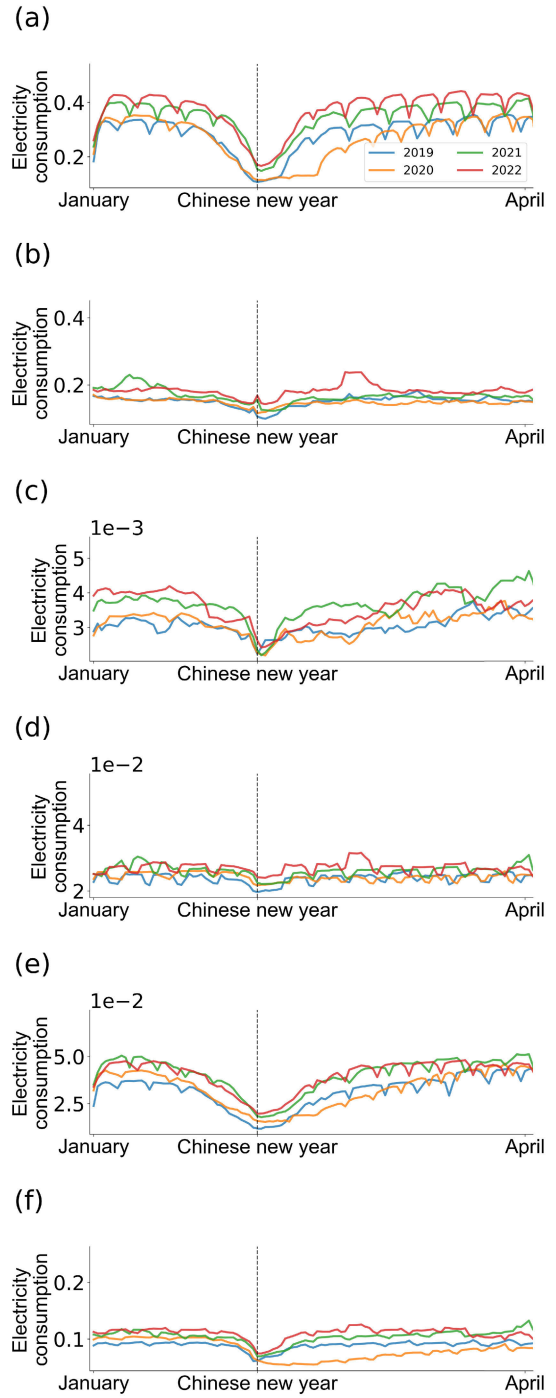 (a)
Electricity
consumption
0.4
0.2
2019
2020
2021
2022
January
Chinese new year
April
(b)
Electricity
consumption
0.4
0.2
January
Chinese new year
April
(c)
1e−3
Electricity
consumption
5
4
3
January
Chinese new year
April
(d)
1e−2
Electricity
consumption
4
2
January
Chinese new year
April
(e)
1e−2
Electricity
consumption
5.0
2.5
January
Chinese new year
April
(f)
Electricity
consumption
0.2
0.1
January
Chinese new year
April